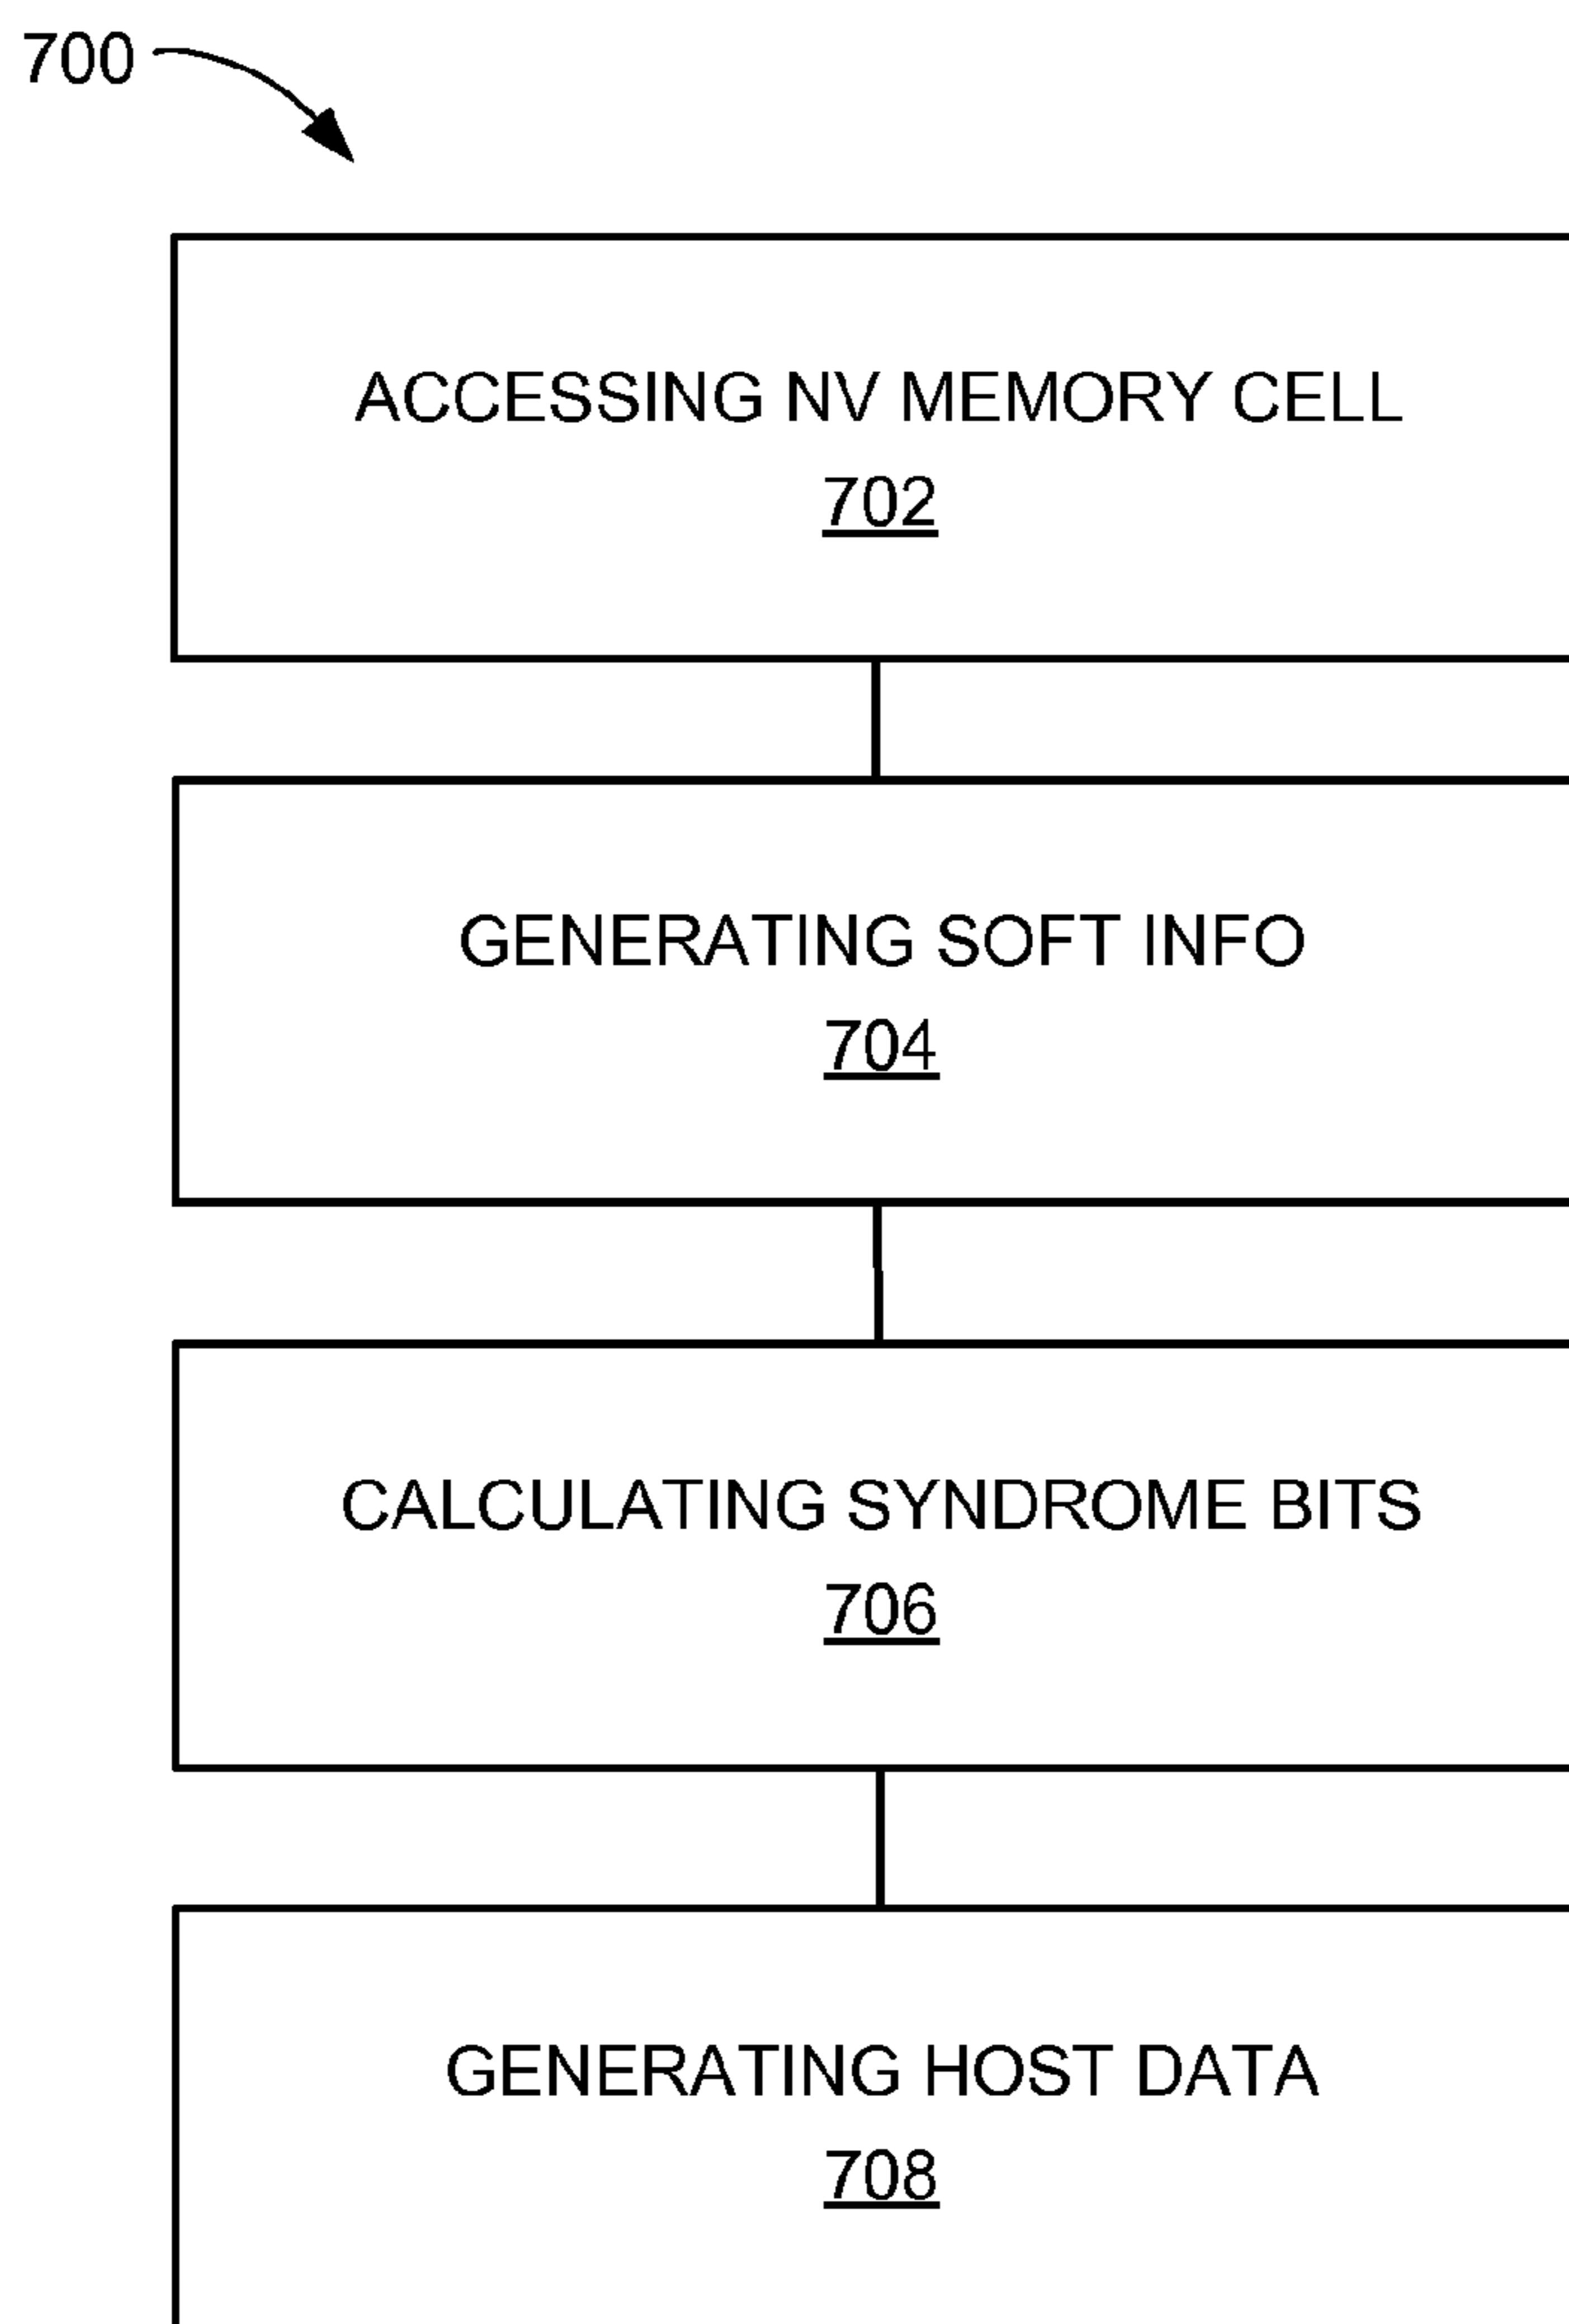 700
ACCESSING NV MEMORY CELL
702
GENERATING SOFT INFO
704
CALCULATING SYNDROME BITS
706
GENERATING HOST DATA
708